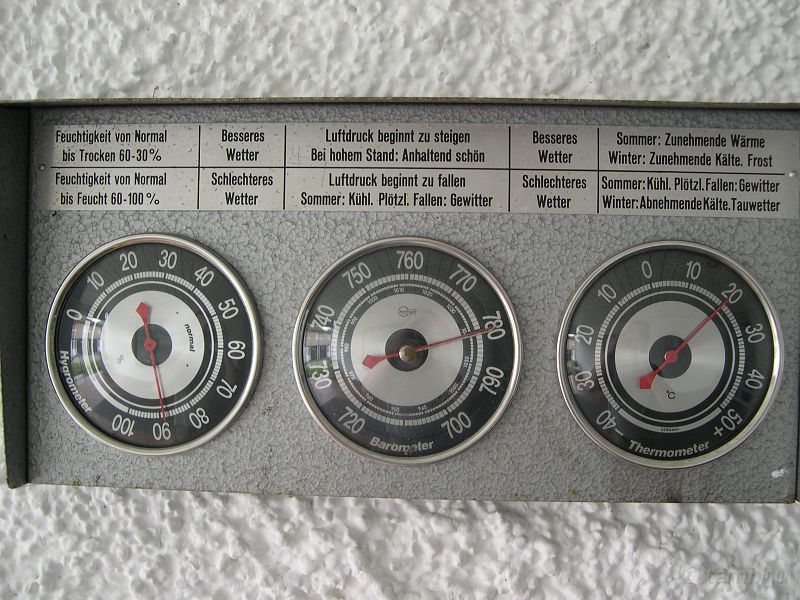 Feuchtigkeit von Normal
bis Trocken 60-30%
Besseres
Wetter
Luftdruck beginnt zu steigen
Bei hohem Stand: Anhaltend schön
Besseres
Wetter
Sommer: Zunehmende Wärme
Winter: Zunehmende Kälte. Frost
Feuchtigkeit von Normal
bis Feucht 60-100%
Schlechteres
Wetter
Luftdruck beginnt zu fallen
Sommer: Kühl. Plötzl. Fallen: Gewitter
Schlechteres
Wetter
Sommer: Kühl. Plötzl. Fallen: Gewitter
Winter: Abnehmende Kälte. Tauwetter
0 10 20 30 40 50 60 70 80 90 100
normal
%
Hygrometer
720 730 740 750 760 770 780 790 700
Barometer
40 30 20 10 0 10 20 30 40 50+
°C
Thermometer